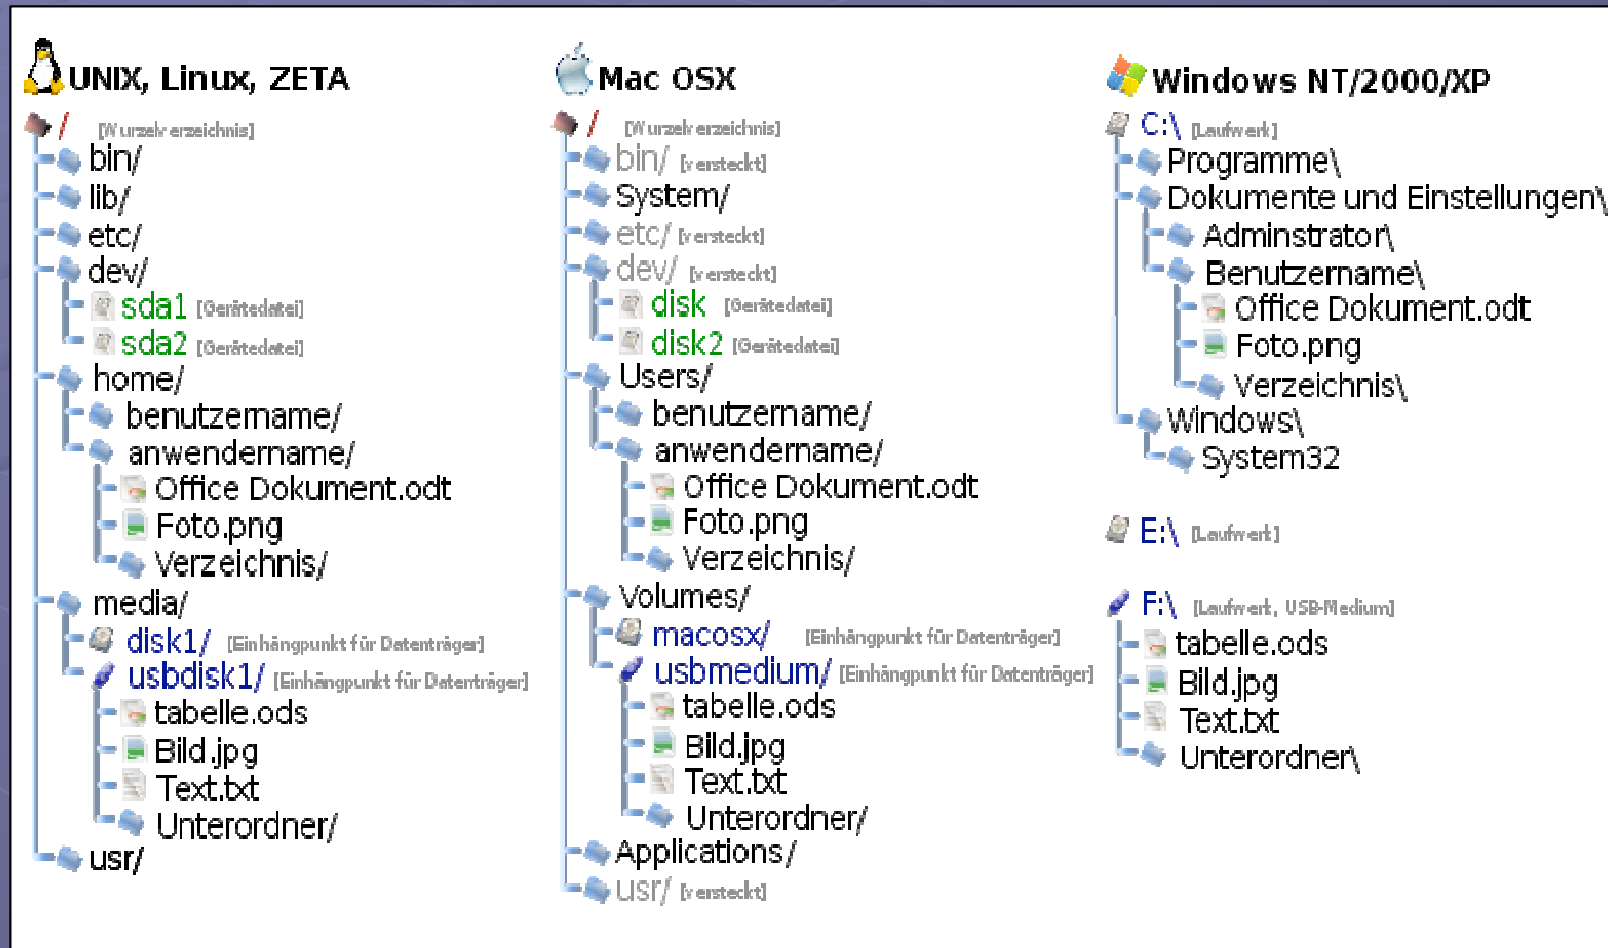 UNIX, Linux, ZETA
/ [Wurzelverzeichnis]
bin/
lib/
etc/
dev/
sda1 [Gerätedatei]
sda2 [Gerätedatei]
home/
benutzername/
anwendername/
Office Dokument.odt
Foto.png
Verzeichnis/
media/
disk1/ [Einhängpunkt für Datenträger]
usbdisk1/ [Einhängpunkt für Datenträger]
tabelle.ods
Bild.jpg
Text.txt
Unterordner/
usr/
Mac OSX
/ [Wurzelverzeichnis]
bin/ [versteckt]
System/
etc/ [versteckt]
dev/ [versteckt]
disk [Gerätedatei]
disk2 [Gerätedatei]
Users/
benutzername/
anwendername/
Office Dokument.odt
Foto.png
Verzeichnis/
Volumes/
macosx/ [Einhängpunkt für Datenträger]
usbmedium/ [Einhängpunkt für Datenträger]
tabelle.ods
Bild.jpg
Text.txt
Unterordner/
Applications/
usr/ [versteckt]
Windows NT/2000/XP
C:\ [Laufwerk]
Programme\
Dokumente und Einstellungen\
Adminstrator\
Benutzername\
Office Dokument.odt
Foto.png
Verzeichnis\
Windows\
System32
E:\ [Laufwerk]
F:\ [Laufwerk, USB-Medium]
tabelle.ods
Bild.jpg
Text.txt
Unterordner\